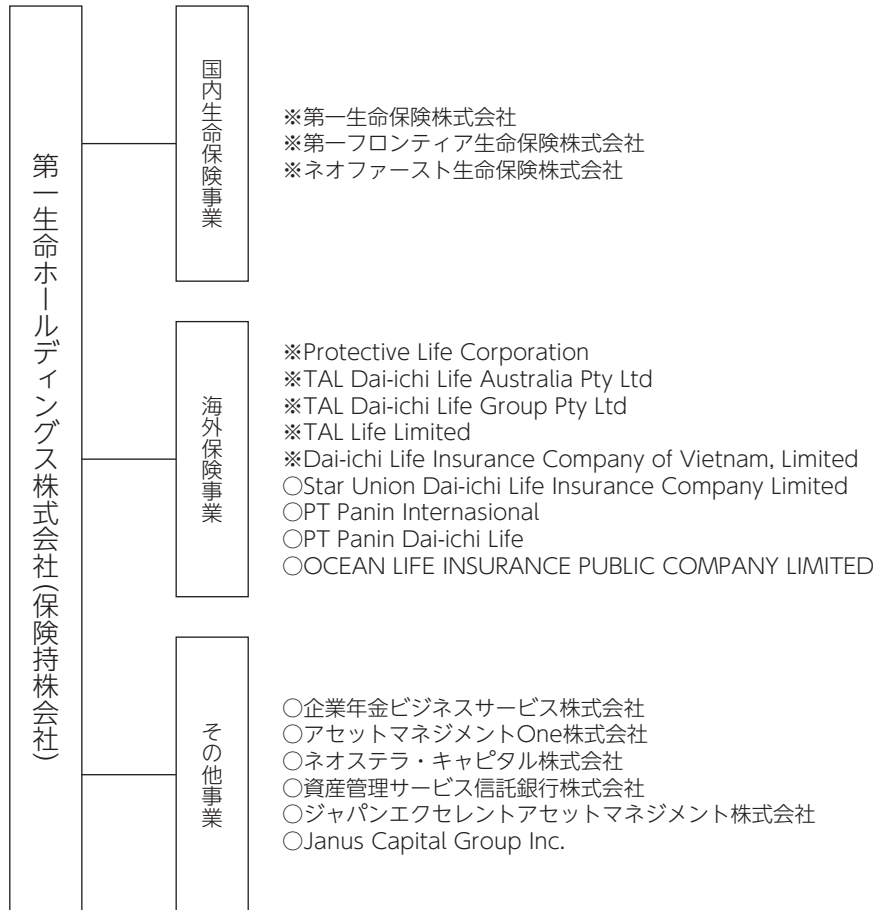 第一生命ホールディングス株式会社(保険持株会社)
国内生命保険事業
※第一生命保険株式会社
※第一フロンティア生命保険株式会社
※ネオファースト生命保険株式会社
海外保険事業
※Protective Life Corporation
※TAL Dai-ichi Life Australia Pty Ltd
※TAL Dai-ichi Life Group Pty Ltd
※TAL Life Limited
※Dai-ichi Life Insurance Company of Vietnam, Limited
○Star Union Dai-ichi Life Insurance Company Limited
○PT Panin Internasional
○PT Panin Dai-ichi Life
○OCEAN LIFE INSURANCE PUBLIC COMPANY LIMITED
その他事業
○企業年金ビジネスサービス株式会社
○アセットマネジメントOne株式会社
○ネオステラ・キャピタル株式会社
○資産管理サービス信託銀行株式会社
○ジャパンエクセレントアセットマネジメント株式会社
○Janus Capital Group Inc.